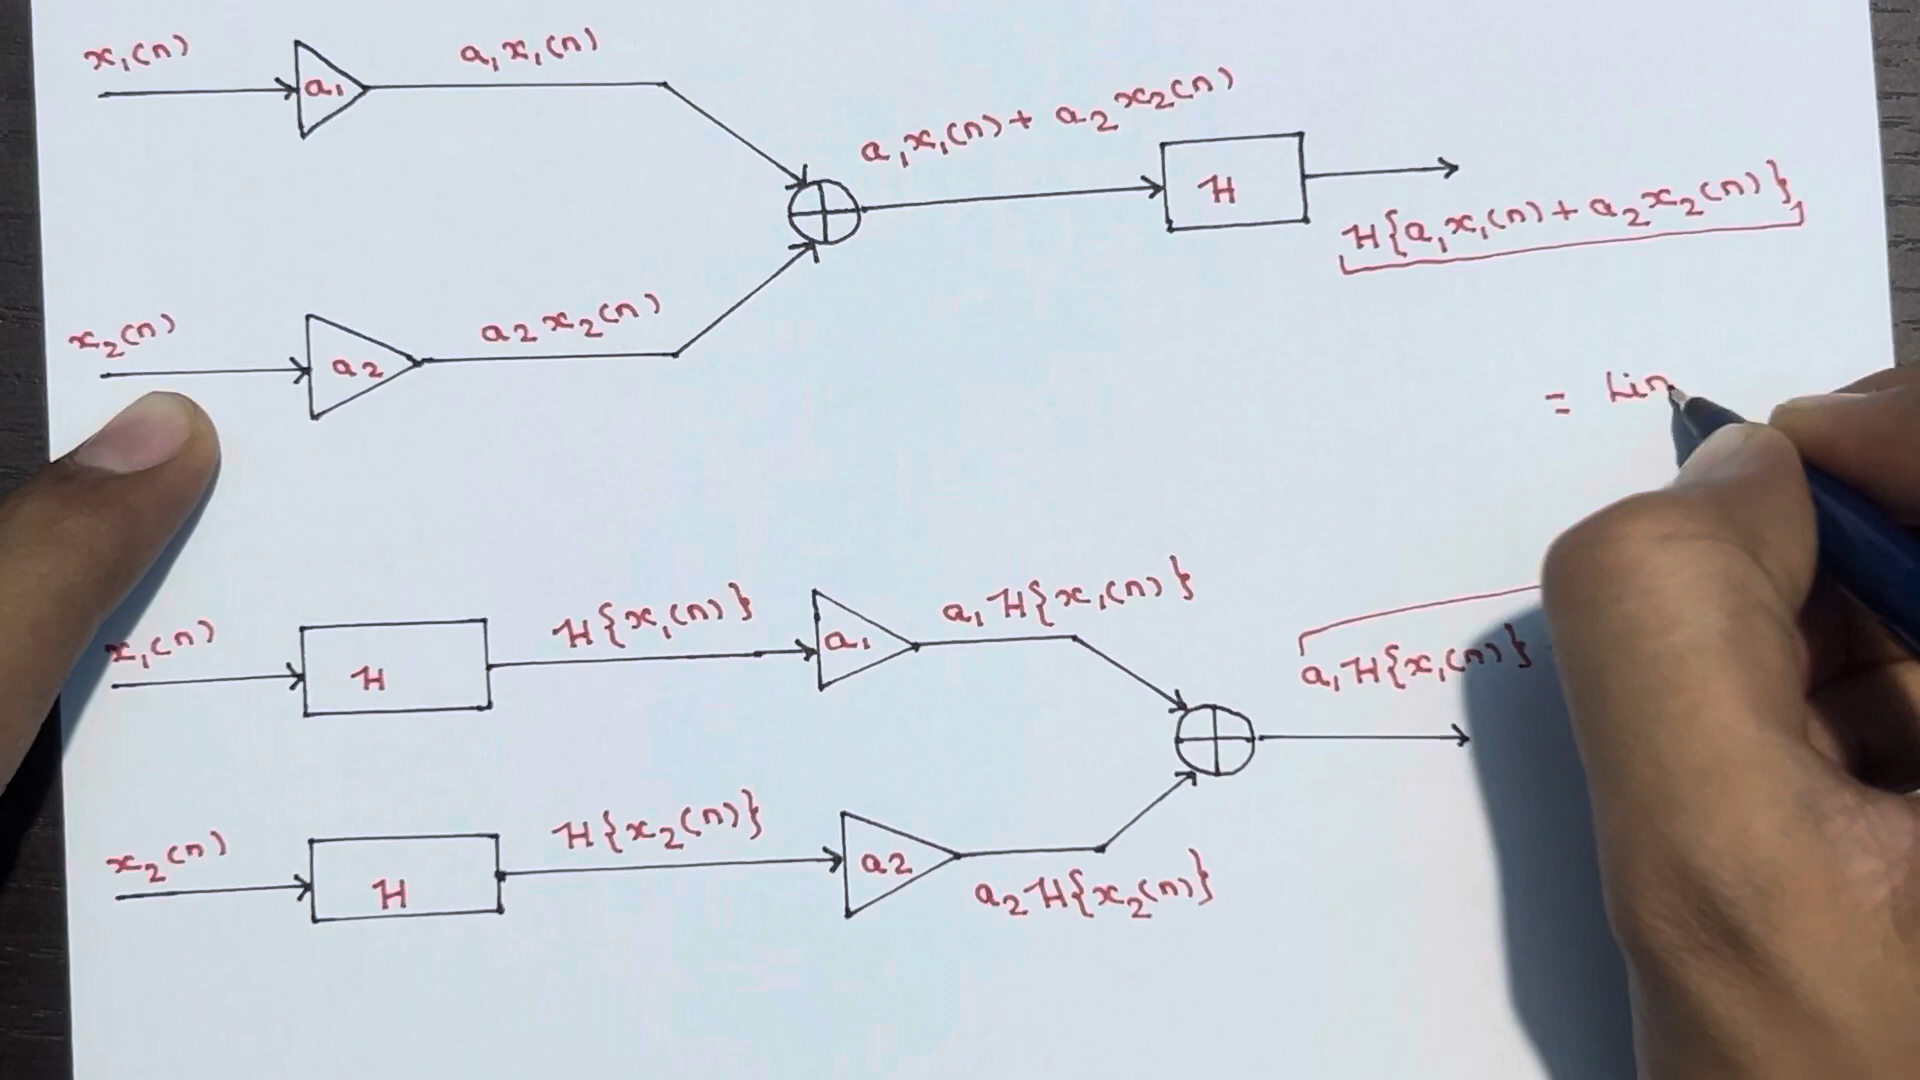 x₁(n)
a₁
a₁x₁(n)
a₁x₁(n) + a₂x₂(n)
H
H{a₁x₁(n) + a₂x₂(n)}
x₂(n)
a2
a2x₂(n)
= Lin
x₁(n)
H
H{x₁(n)}
a₁
a₁H{x₁(n)}
a₁H{x₁(n)}
x₂(n)
H
H{x₂(n)}
a2
a₂H{x₂(n)}